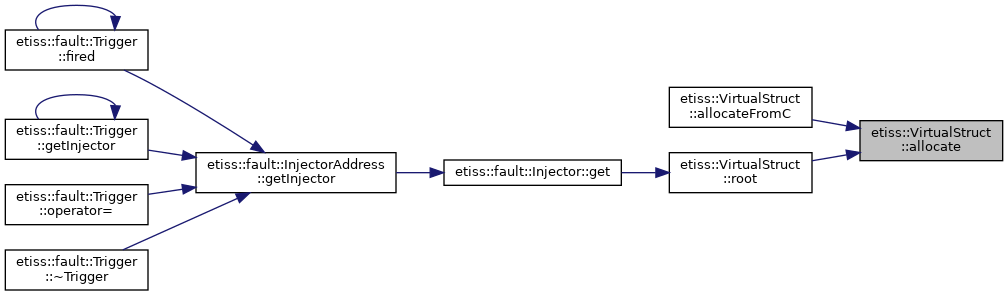 etiss::fault::Trigger
::fired
etiss::fault::Trigger
::getInjector
etiss::fault::Trigger
::operator=
etiss::fault::Trigger
::~Trigger
etiss::fault::InjectorAddress
::getInjector
etiss::fault::Injector::get
etiss::VirtualStruct
::allocateFromC
etiss::VirtualStruct
::root
etiss::VirtualStruct
::allocate